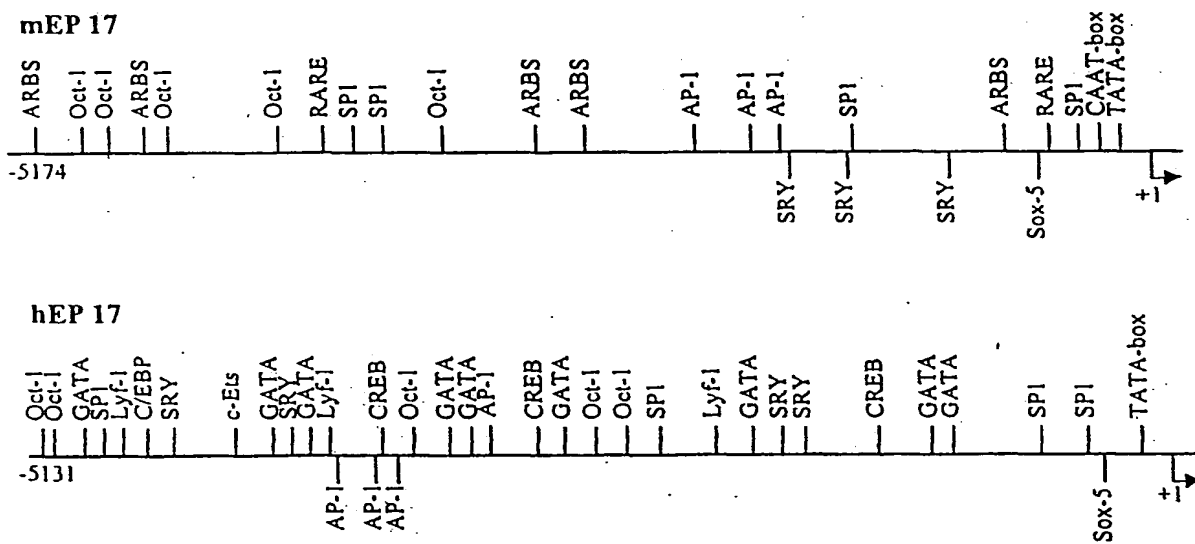 mEP 17
ARBS
Oct-1
Oct-1
ARBS
Oct-1
Oct-1
RARE
SP1
SP1
Oct-1
ARBS
ARBS
AP-1
AP-1
AP-1
SP1
ARBS
RARE
SP1
CAAT-box
TATA-box
-5174
SRY
SRY
SRY
Sox-5
+1
hEP 17
Oct-1
Oct-1
GATA
SP1
Lyf-1
C/EBP
SRY
c-Ets
GATA
SRY
GATA
Lyf-1
CREB
Oct-1
GATA
GATA
AP-1
CREB
GATA
Oct-1
Oct-1
SP1
Lyf-1
GATA
SRY
SRY
CREB
GATA
GATA
SP1
SP1
TATA-box
-5131
AP-1
AP-1
AP-1
Sox-5
+1